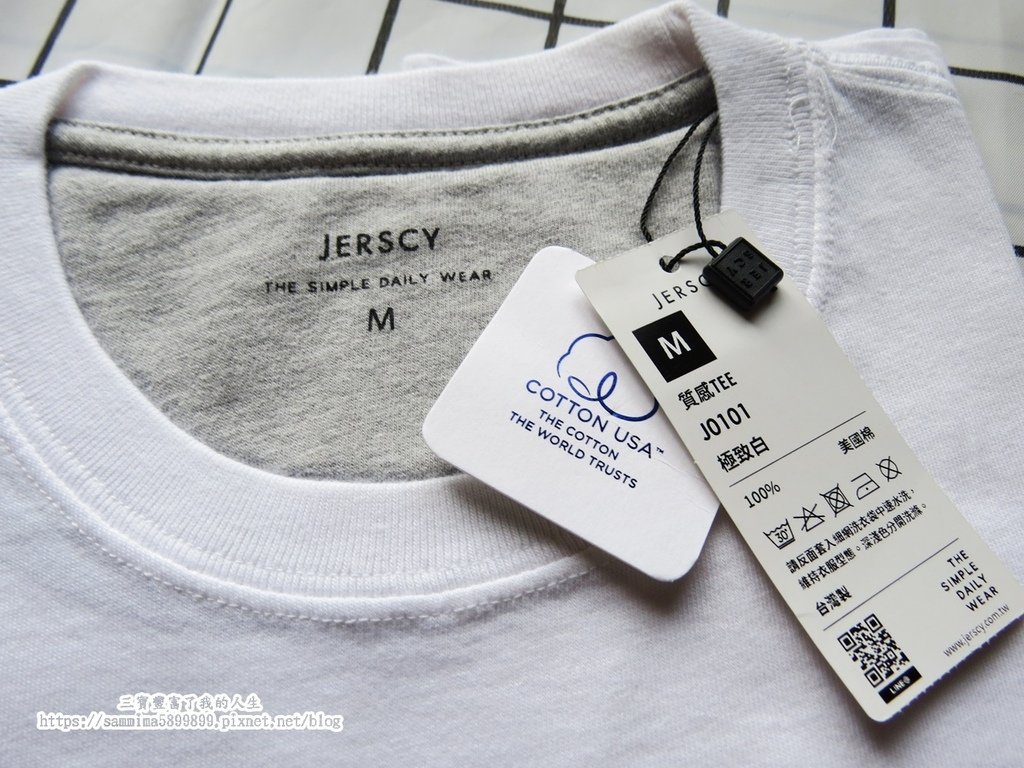 JERSCY
THE SIMPLE DAILY WEAR
M
COTTON USA™
THE COTTON
THE WORLD TRUSTS
JERSC
M
質感TEE
J0101
極致白
100% 美國棉
30°
請反面套入細網洗衣袋中速水洗，
維持衣服型態。深淺色分開洗滌。
台灣製
THE
SIMPLE
DAILY
WEAR
www.jerscy.com.tw
LINE@
三寶豐富了我的人生
https://sammima5899899.pixnet.net/blog